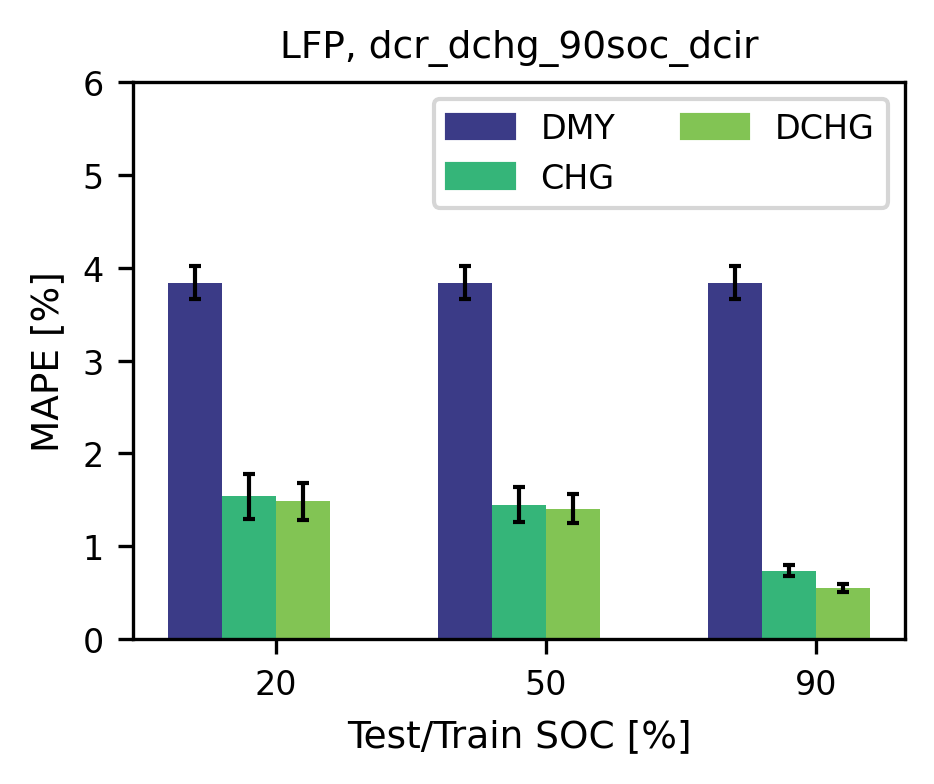 LFP, dcr_dchg_90soc_dcir
6
5
4
3
2
1
0
MAPE [%]
DMY
CHG
DCHG
20
50
90
Test/Train SOC [%]